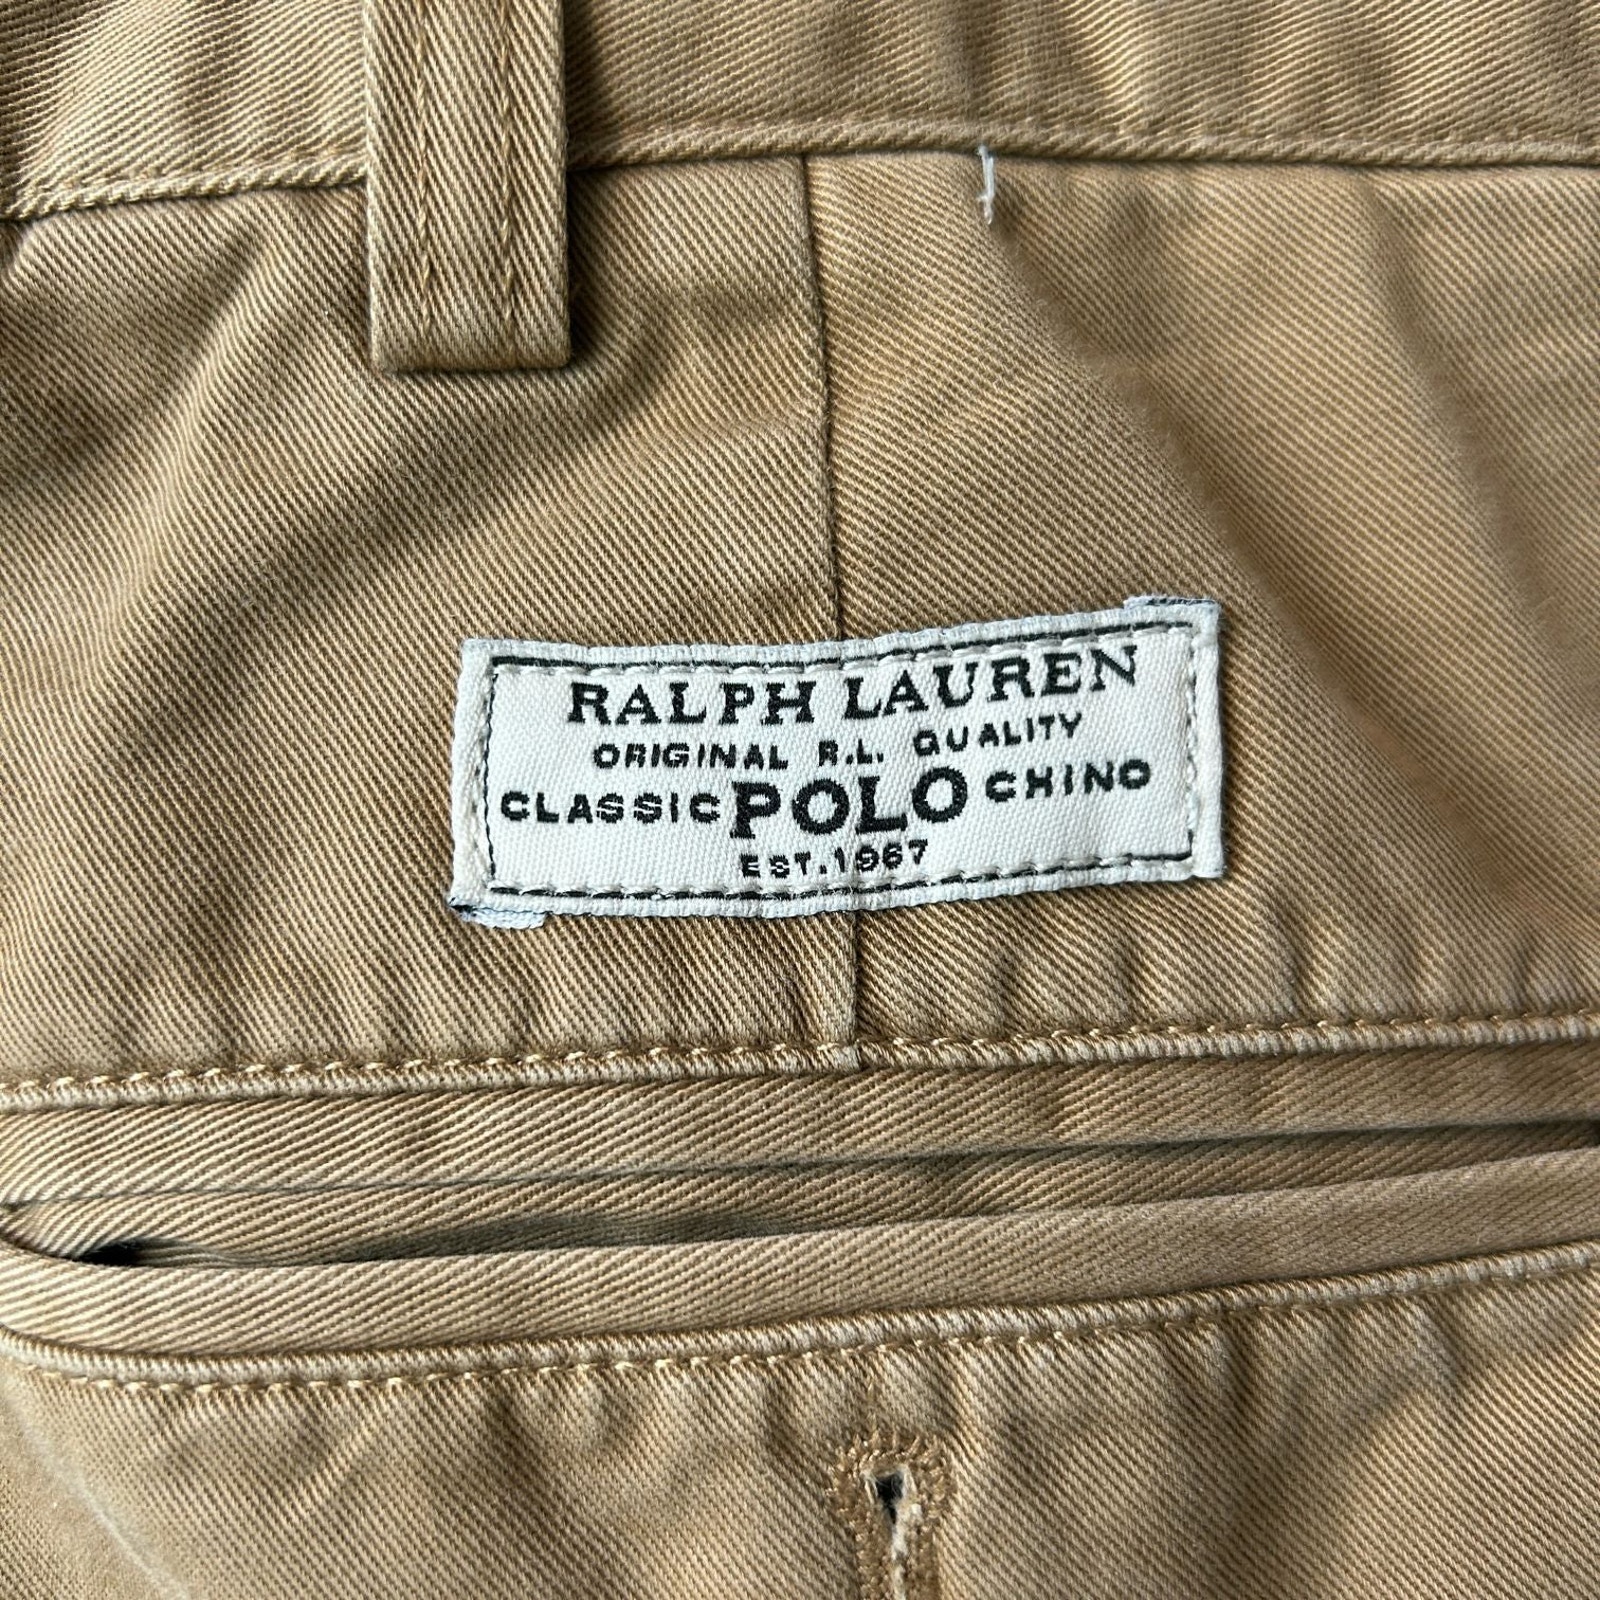 RALPH LAUREN
ORIGINAL R.L. QUALITY
CLASSIC POLO CHINO
EST.1967